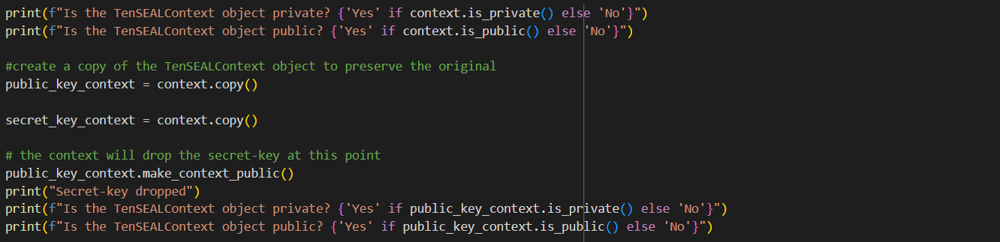 print(f"Is the TenSEALContext object private? {'Yes' if context.is_private() else 'No'}")
print(f"Is the TenSEALContext object public? {'Yes' if context.is_public() else 'No'}")
#create a copy of the TenSEALContext object to preserve the original
public_key_context = context.copy()
secret_key_context = context.copy()
# the context will drop the secret-key at this point
public_key_context.make_context_public()
print("Secret-key dropped")
print(f"Is the TenSEALContext object private? {'Yes' if public_key_context.is_private() else 'No'}")
print(f"Is the TenSEALContext object public? {'Yes' if public_key_context.is_public() else 'No'}")